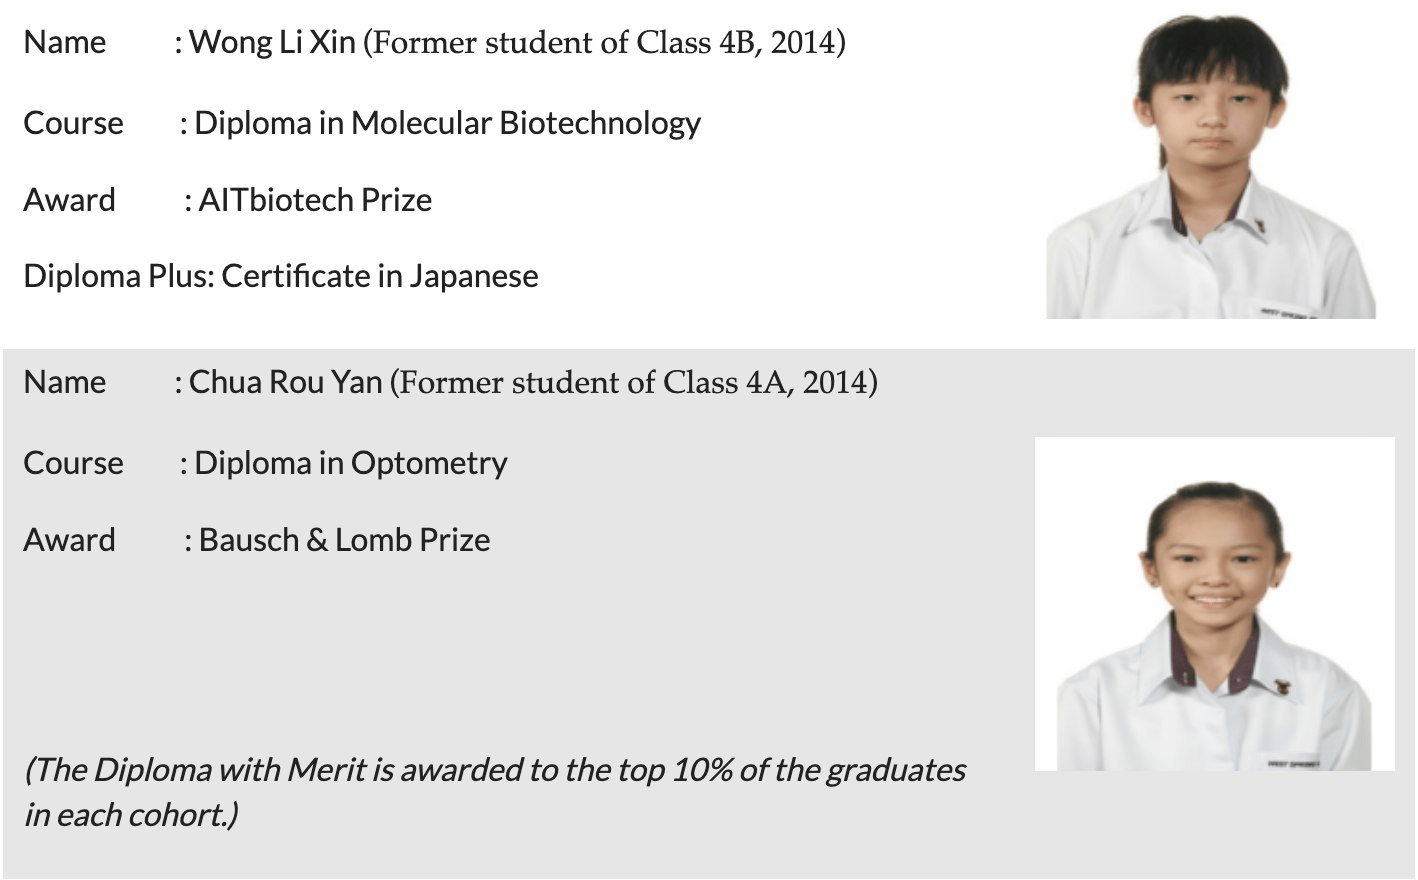 Name : Wong Li Xin (Former student of Class 4B, 2014)
Course : Diploma in Molecular Biotechnology
Award : AITbiotech Prize
Diploma Plus: Certificate in Japanese
Name : Chua Rou Yan (Former student of Class 4A, 2014)
Course : Diploma in Optometry
Award : Bausch & Lomb Prize
(The Diploma with Merit is awarded to the top 10% of the graduates
in each cohort.)